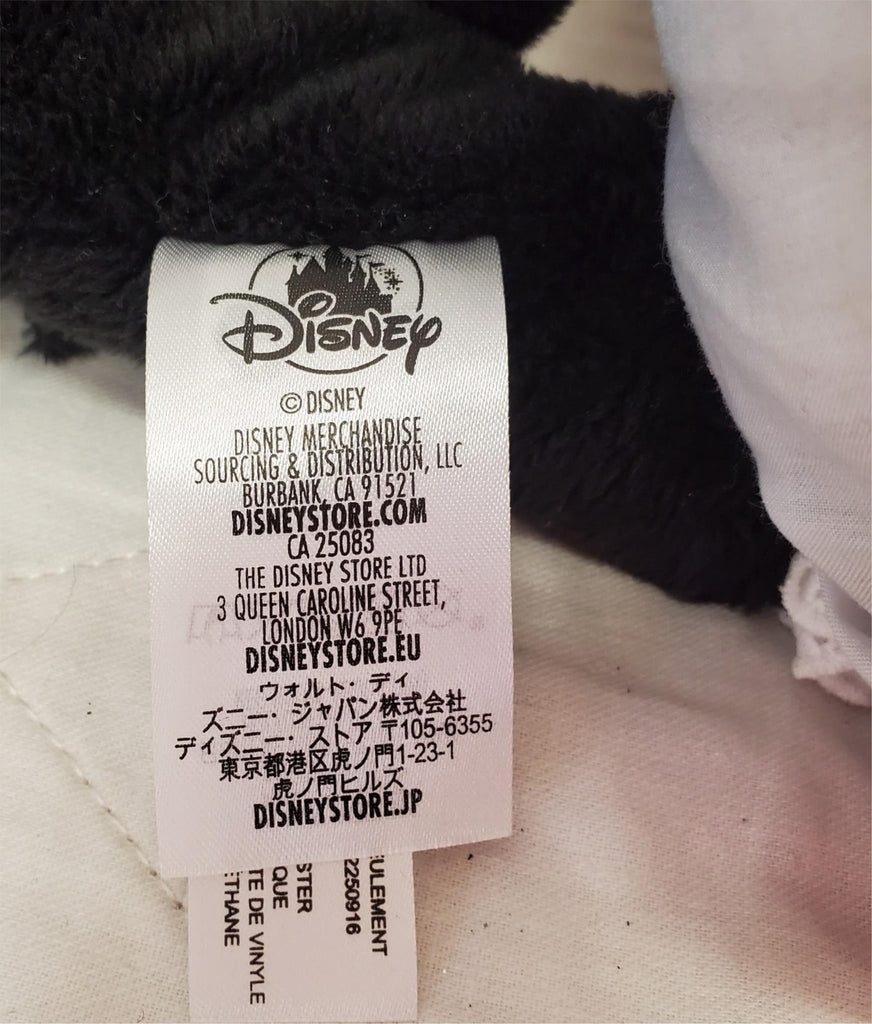 Disney
© DISNEY
DISNEY MERCHANDISE
SOURCING & DISTRIBUTION, LLC
BURBANK, CA 91521
DISNEYSTORE.COM
CA 25083
THE DISNEY STORE LTD
3 QUEEN CAROLINE STREET,
LONDON W6 9PE
DISNEYSTORE.EU
ウォルト・ディ
ズニー・ジャパン株式会社
ディズニー・ストア 〒105-6355
東京都港区虎ノ門1-23-1
虎ノ門ヒルズ
DISNEYSTORE.JP
ULEMENT
2250916
STER
QUE
TE DE VINYLE
THANE